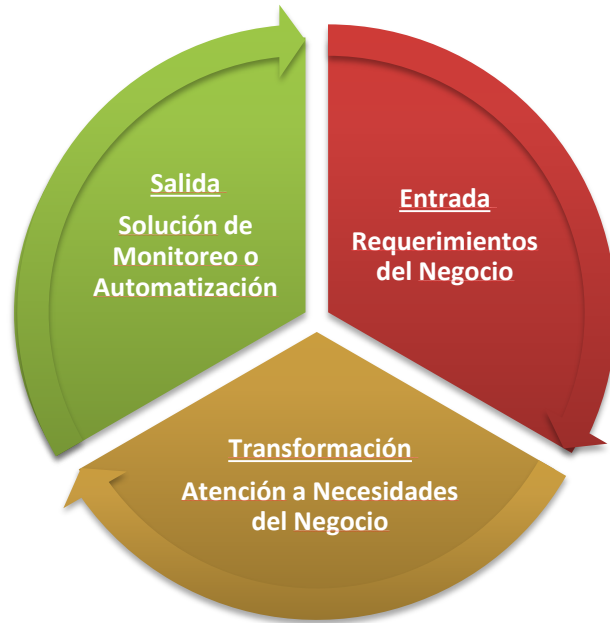 Entrada
Requerimientos
del Negocio
Transformación
Atención a Necesidades
del Negocio
Salida
Solución de
Monitoreo o
Automatización